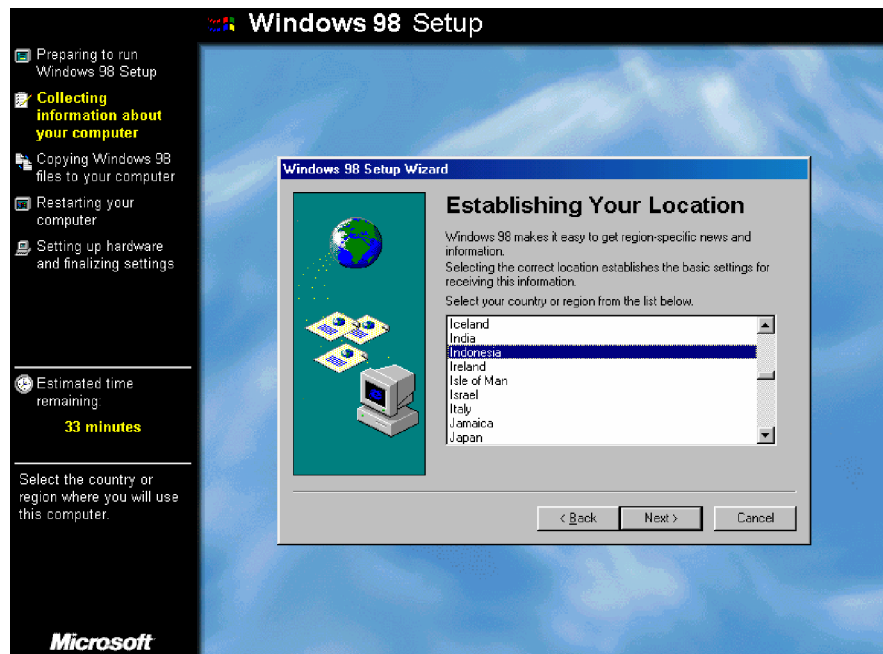 Windows 98 Setup
Preparing to run
Windows 98 Setup
Collecting
information about
your computer
Copying Windows 98
files to your computer
Restarting your
computer
Setting up hardware
and finalizing settings
Estimated time
remaining:
33 minutes
Select the country or
region where you will use
this computer.
Microsoft
Windows 98 Setup Wizard
Establishing Your Location
Windows 98 makes it easy to get region-specific news and
information.
Selecting the correct location establishes the basic settings for
receiving this information.
Select your country or region from the list below.
Iceland
India
Indonesia
Ireland
Isle of Man
Israel
Italy
Jamaica
Japan
< Back
Next >
Cancel